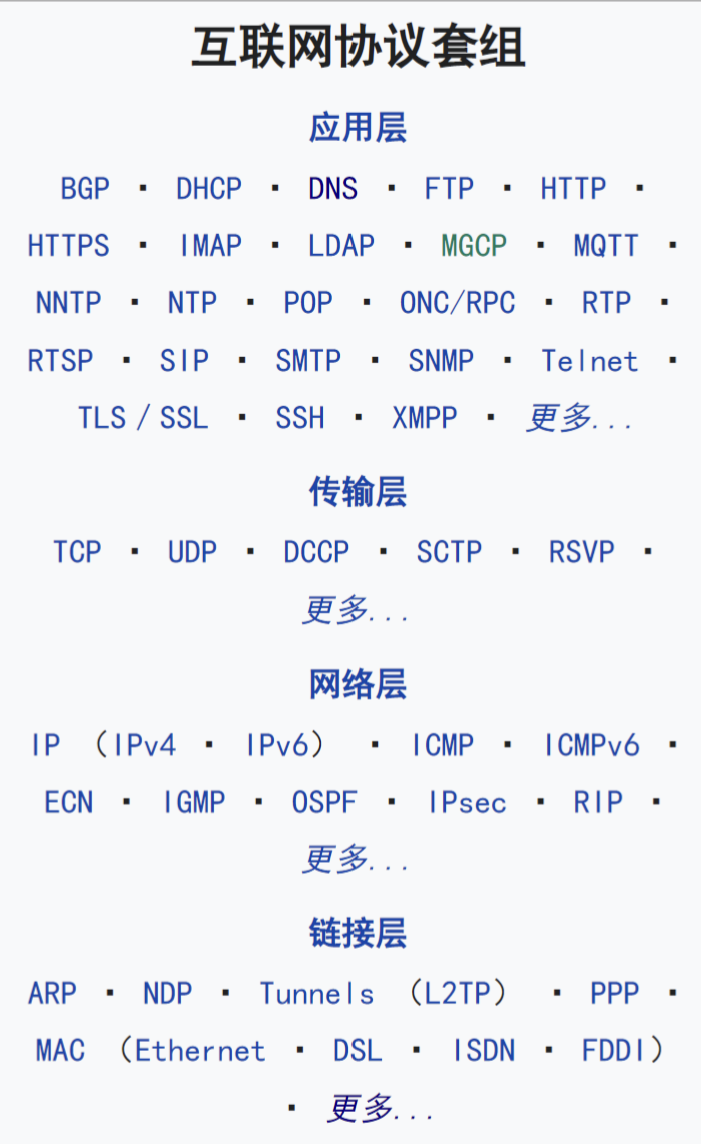 互联网协议套组
应用层
BGP · DHCP · DNS · FTP · HTTP ·
HTTPS · IMAP · LDAP · MGCP · MQTT ·
NNTP · NTP · POP · ONC/RPC · RTP ·
RTSP · SIP · SMTP · SNMP · Telnet ·
TLS / SSL · SSH · XMPP · 更多...
传输层
TCP · UDP · DCCP · SCTP · RSVP ·
更多...
网络层
IP (IPv4 · IPv6) · ICMP · ICMPv6 ·
ECN · IGMP · OSPF · IPsec · RIP ·
更多...
链接层
ARP · NDP · Tunnels (L2TP) · PPP ·
MAC (Ethernet · DSL · ISDN · FDDI)
· 更多...